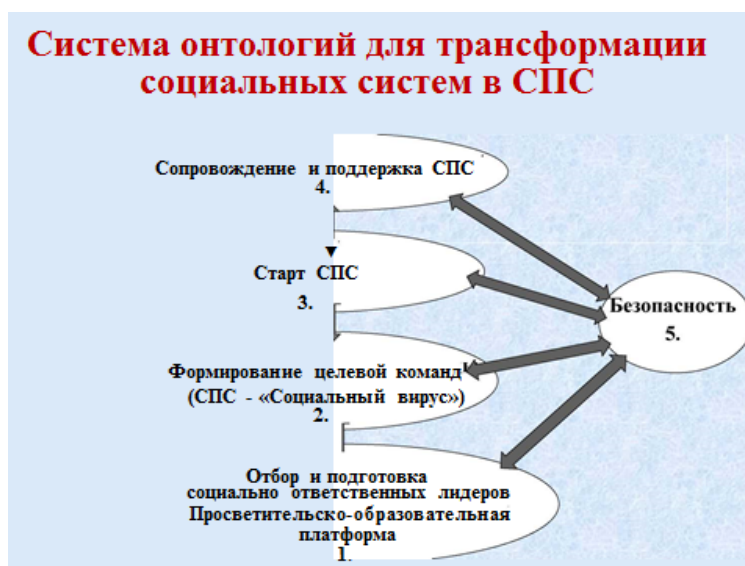 Система онтологий для трансформации
социальных систем в СПС
Сопровождение и поддержка СПС
4.
Старт СПС
3.
Безопасность
5.
Формирование целевой команд
(СПС - «Социальный вирус»)
2.
Отбор и подготовка
социально ответственных лидеров
Просветительско-образовательная
платформа
1.